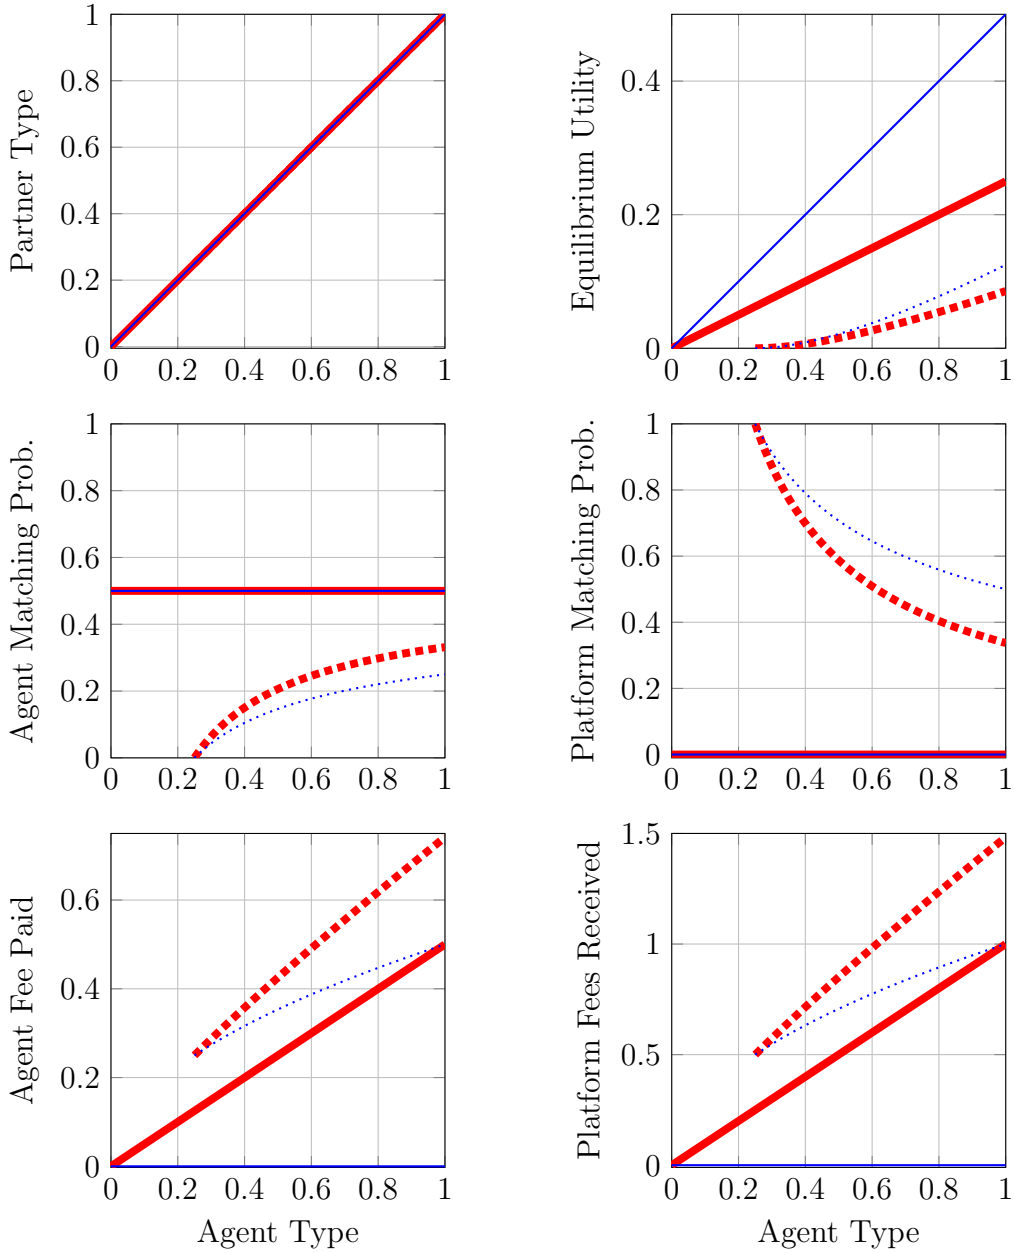 Partner Type
1
0.8
0.6
0.4
0.2
0
0 0.2 0.4 0.6 0.8 1
Equilibrium Utility
0.4
0.2
0
0 0.2 0.4 0.6 0.8 1
Agent Matching Prob.
1
0.8
0.6
0.4
0.2
0
0 0.2 0.4 0.6 0.8 1
Platform Matching Prob.
1
0.8
0.6
0.4
0.2
0
0 0.2 0.4 0.6 0.8 1
Agent Fee Paid
0.6
0.4
0.2
0
0 0.2 0.4 0.6 0.8 1
Agent Type
Platform Fees Received
1.5
1
0.5
0
0 0.2 0.4 0.6 0.8 1
Agent Type